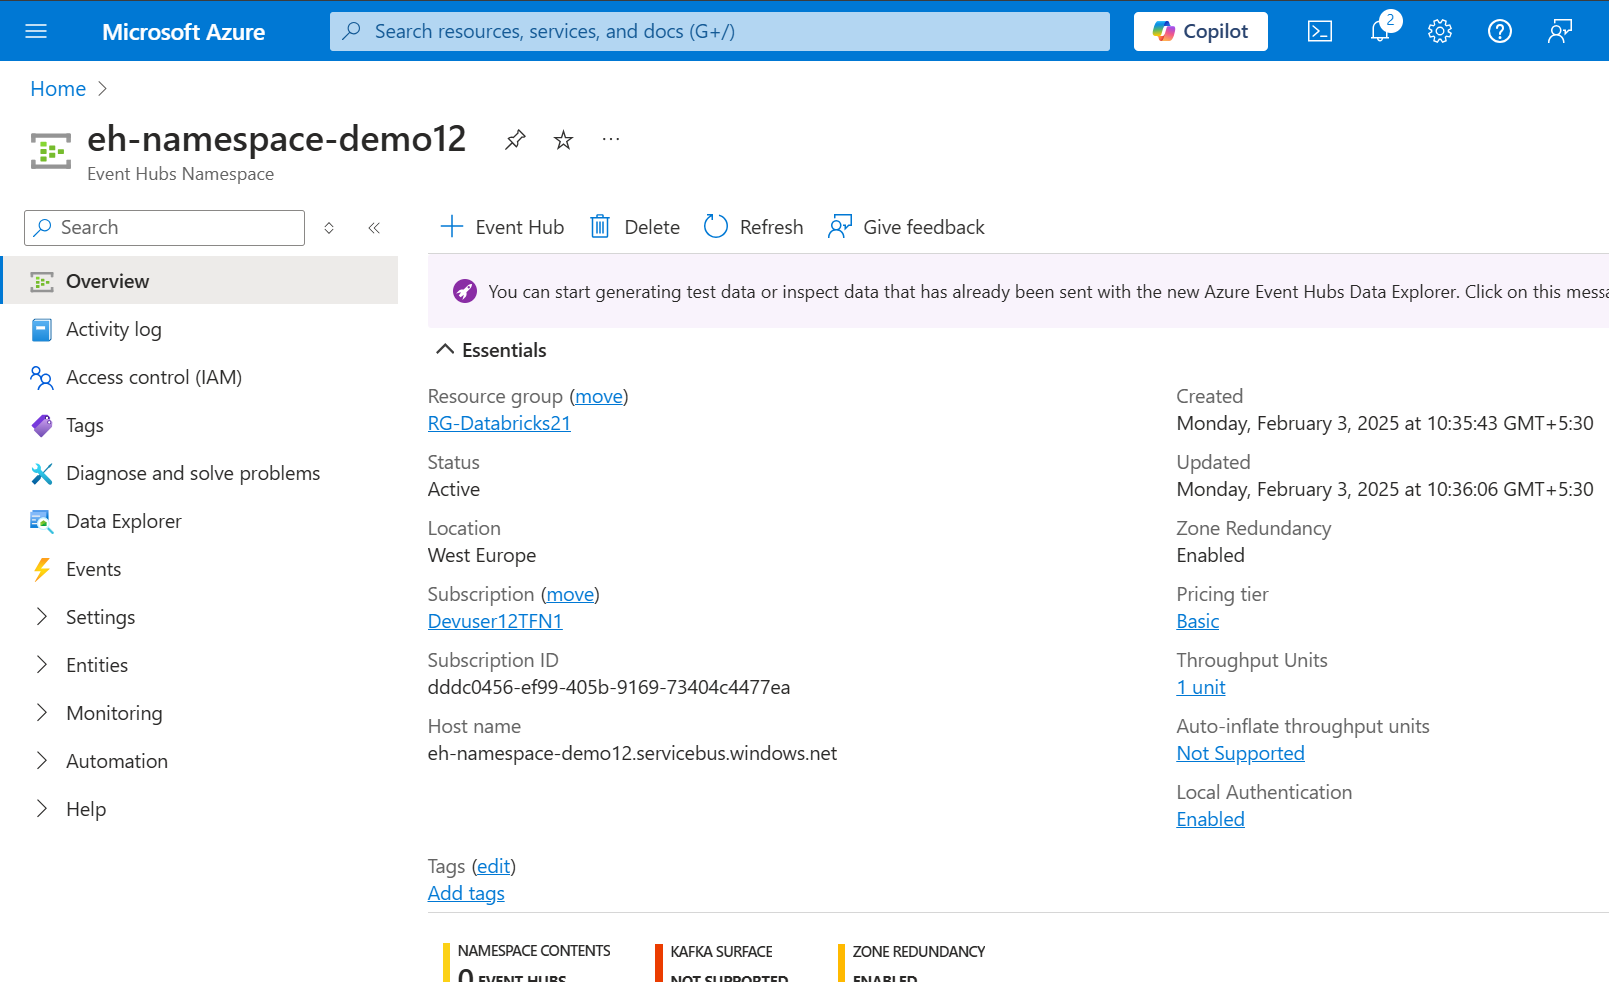 Microsoft Azure
Search resources, services, and docs (G+/)
Copilot
2
Home
eh-namespace-demo12
Event Hubs Namespace
Search
Event Hub
Delete
Refresh
Give feedback
Overview
Activity log
Access control (IAM)
Tags
Diagnose and solve problems
Data Explorer
Events
Settings
Entities
Monitoring
Automation
Help
You can start generating test data or inspect data that has already been sent with the new Azure Event Hubs Data Explorer. Click on this messa
Essentials
Resource group (move)
RG-Databricks21
Status
Active
Location
West Europe
Subscription (move)
Devuser12TFN1
Subscription ID
dddc0456-ef99-405b-9169-73404c4477ea
Host name
eh-namespace-demo12.servicebus.windows.net
Created
Monday, February 3, 2025 at 10:35:43 GMT+5:30
Updated
Monday, February 3, 2025 at 10:36:06 GMT+5:30
Zone Redundancy
Enabled
Pricing tier
Basic
Throughput Units
1 unit
Auto-inflate throughput units
Not Supported
Local Authentication
Enabled
Tags (edit)
Add tags
NAMESPACE CONTENTS
0 EVENT HUBS
KAFKA SURFACE
NOT SUPPORTED
ZONE REDUNDANCY
ENABLED